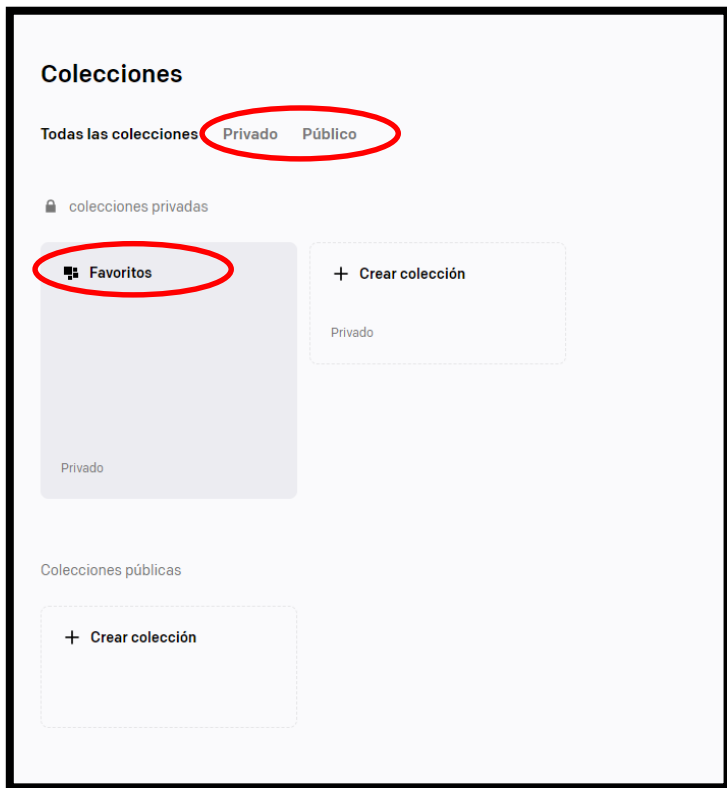 Colecciones
Todas las colecciones Privado Público
colecciones privadas
Favoritos
Crear colección
Privado
Privado
Colecciones públicas
Crear colección